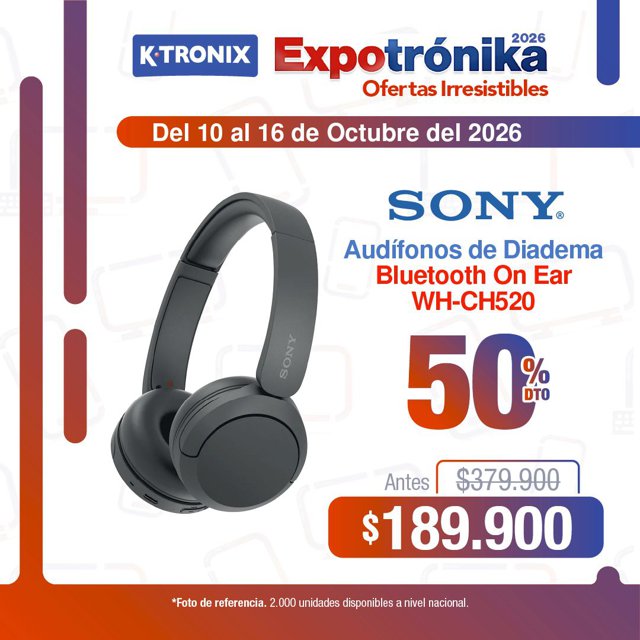 K-TRONIX
Expotrónika 2026
Ofertas Irresistibles
Del 10 al 16 de Octubre del 2026
SONY®
Audífonos de Diadema
Bluetooth On Ear
WH-CH520
SONY
50% DTO
Antes $379.900
$189.900
*Foto de referencia. 2.000 unidades disponibles a nivel nacional.